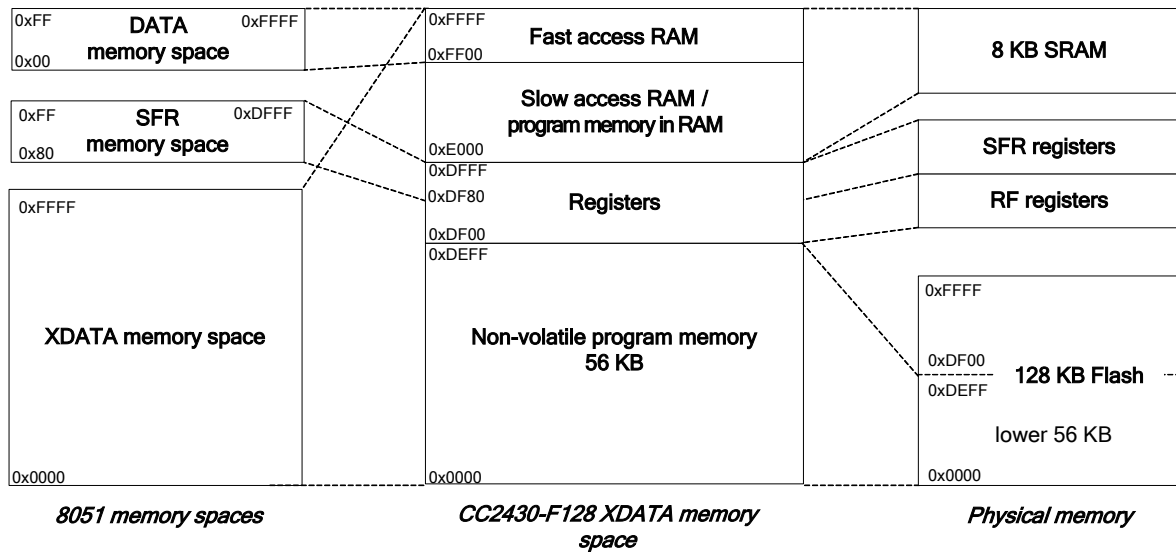 0xFF
DATA
0xFFFF
memory space
0x00
0xFF
SFR
0xDFFF
memory space
0x80
0xFFFF
XDATA memory space
0x0000
8051 memory spaces
0xFFFF
Fast access RAM
0xFF00
Slow access RAM /
program memory in RAM
0xE000
0xDFFF
0xDF80
Registers
0xDF00
0xDEFF
Non-volatile program memory
56 KB
0x0000
CC2430-F128 XDATA memory
space
8 KB SRAM
SFR registers
RF registers
0xFFFF
0xDF00
128 KB Flash
0xDEFF
lower 56 KB
0x0000
Physical memory